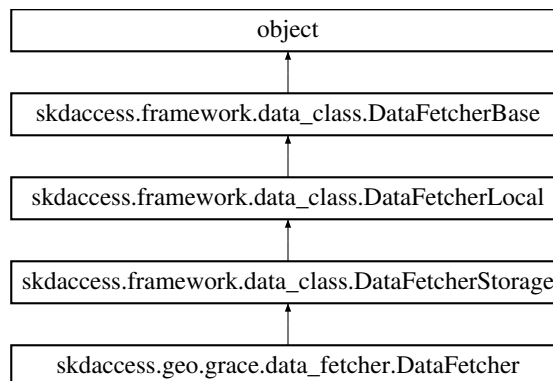 object
skdaccess.framework.data_class.DataFetcherBase
skdaccess.framework.data_class.DataFetcherLocal
skdaccess.framework.data_class.DataFetcherStorage
skdaccess.geo.grace.data_fetcher.DataFetcher